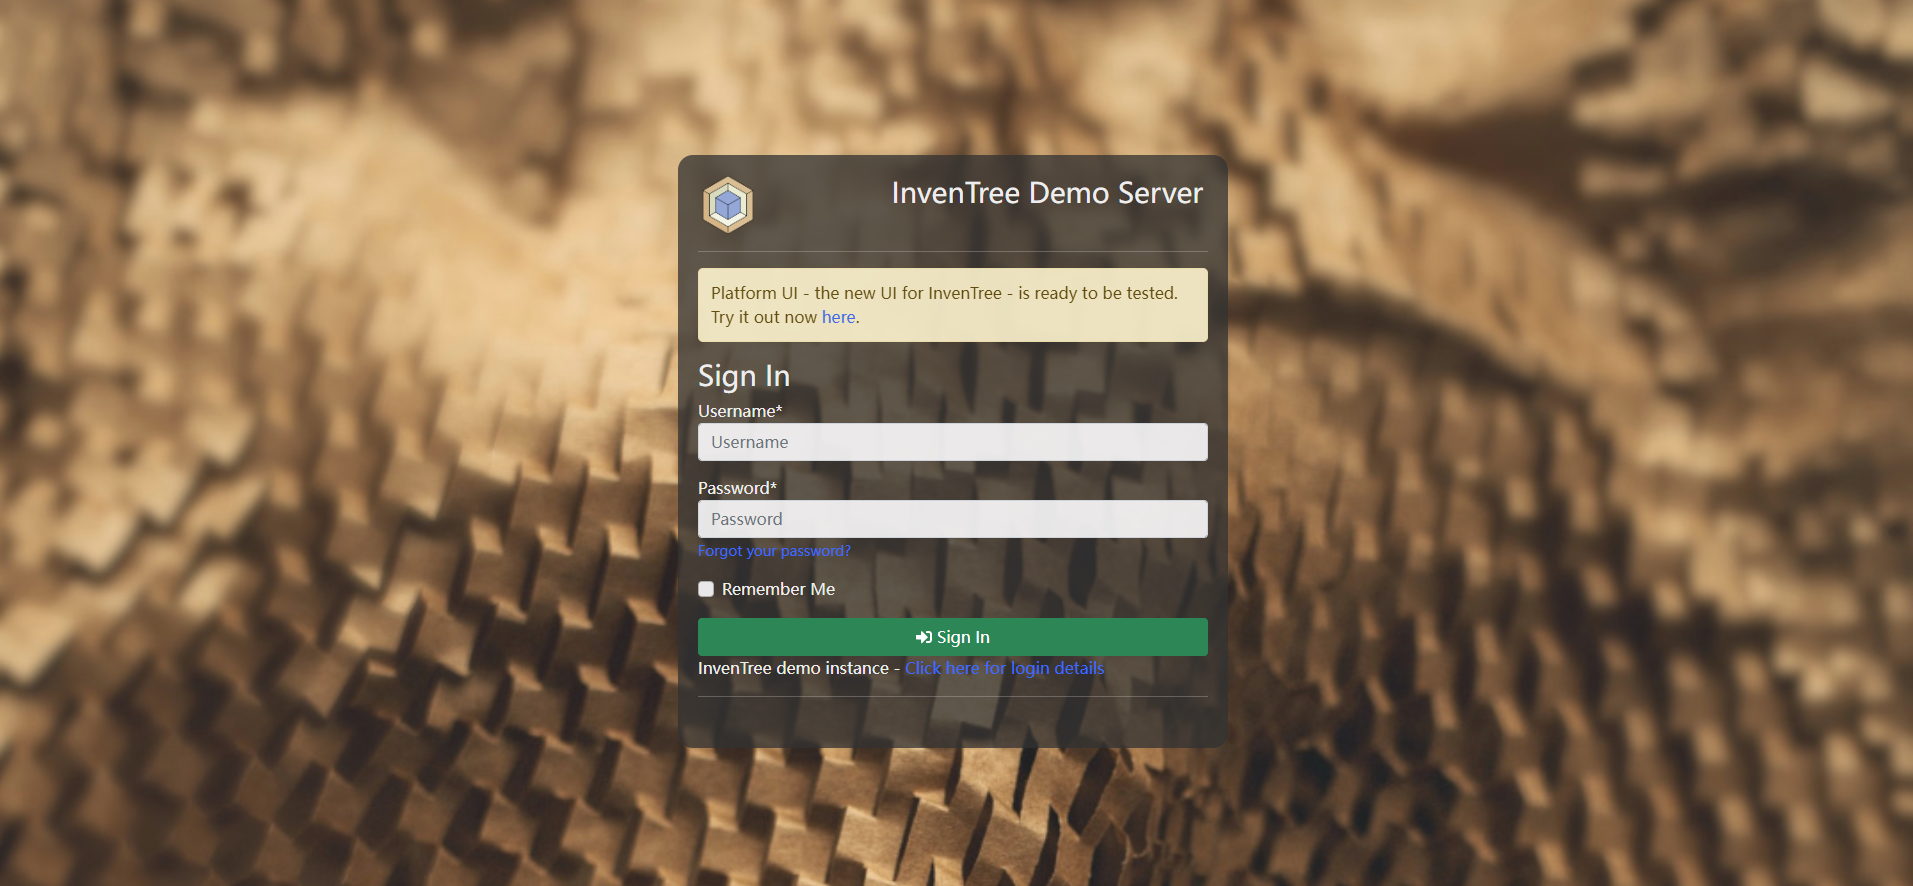 InvenTree Demo Server
Platform UI - the new UI for InvenTree - is ready to be tested.
Try it out now here.
Sign In
Username*
Username
Password*
Password
Forgot your password?
Remember Me
Sign In
InvenTree demo instance - Click here for login details